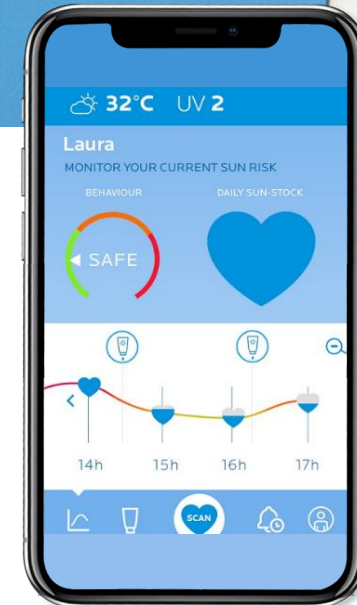 32°C UV 2
Laura
MONITOR YOUR CURRENT SUN RISK
BEHAVIOUR DAILY SUN-STOCK
SAFE
14h 15h 16h 17h
SCAN